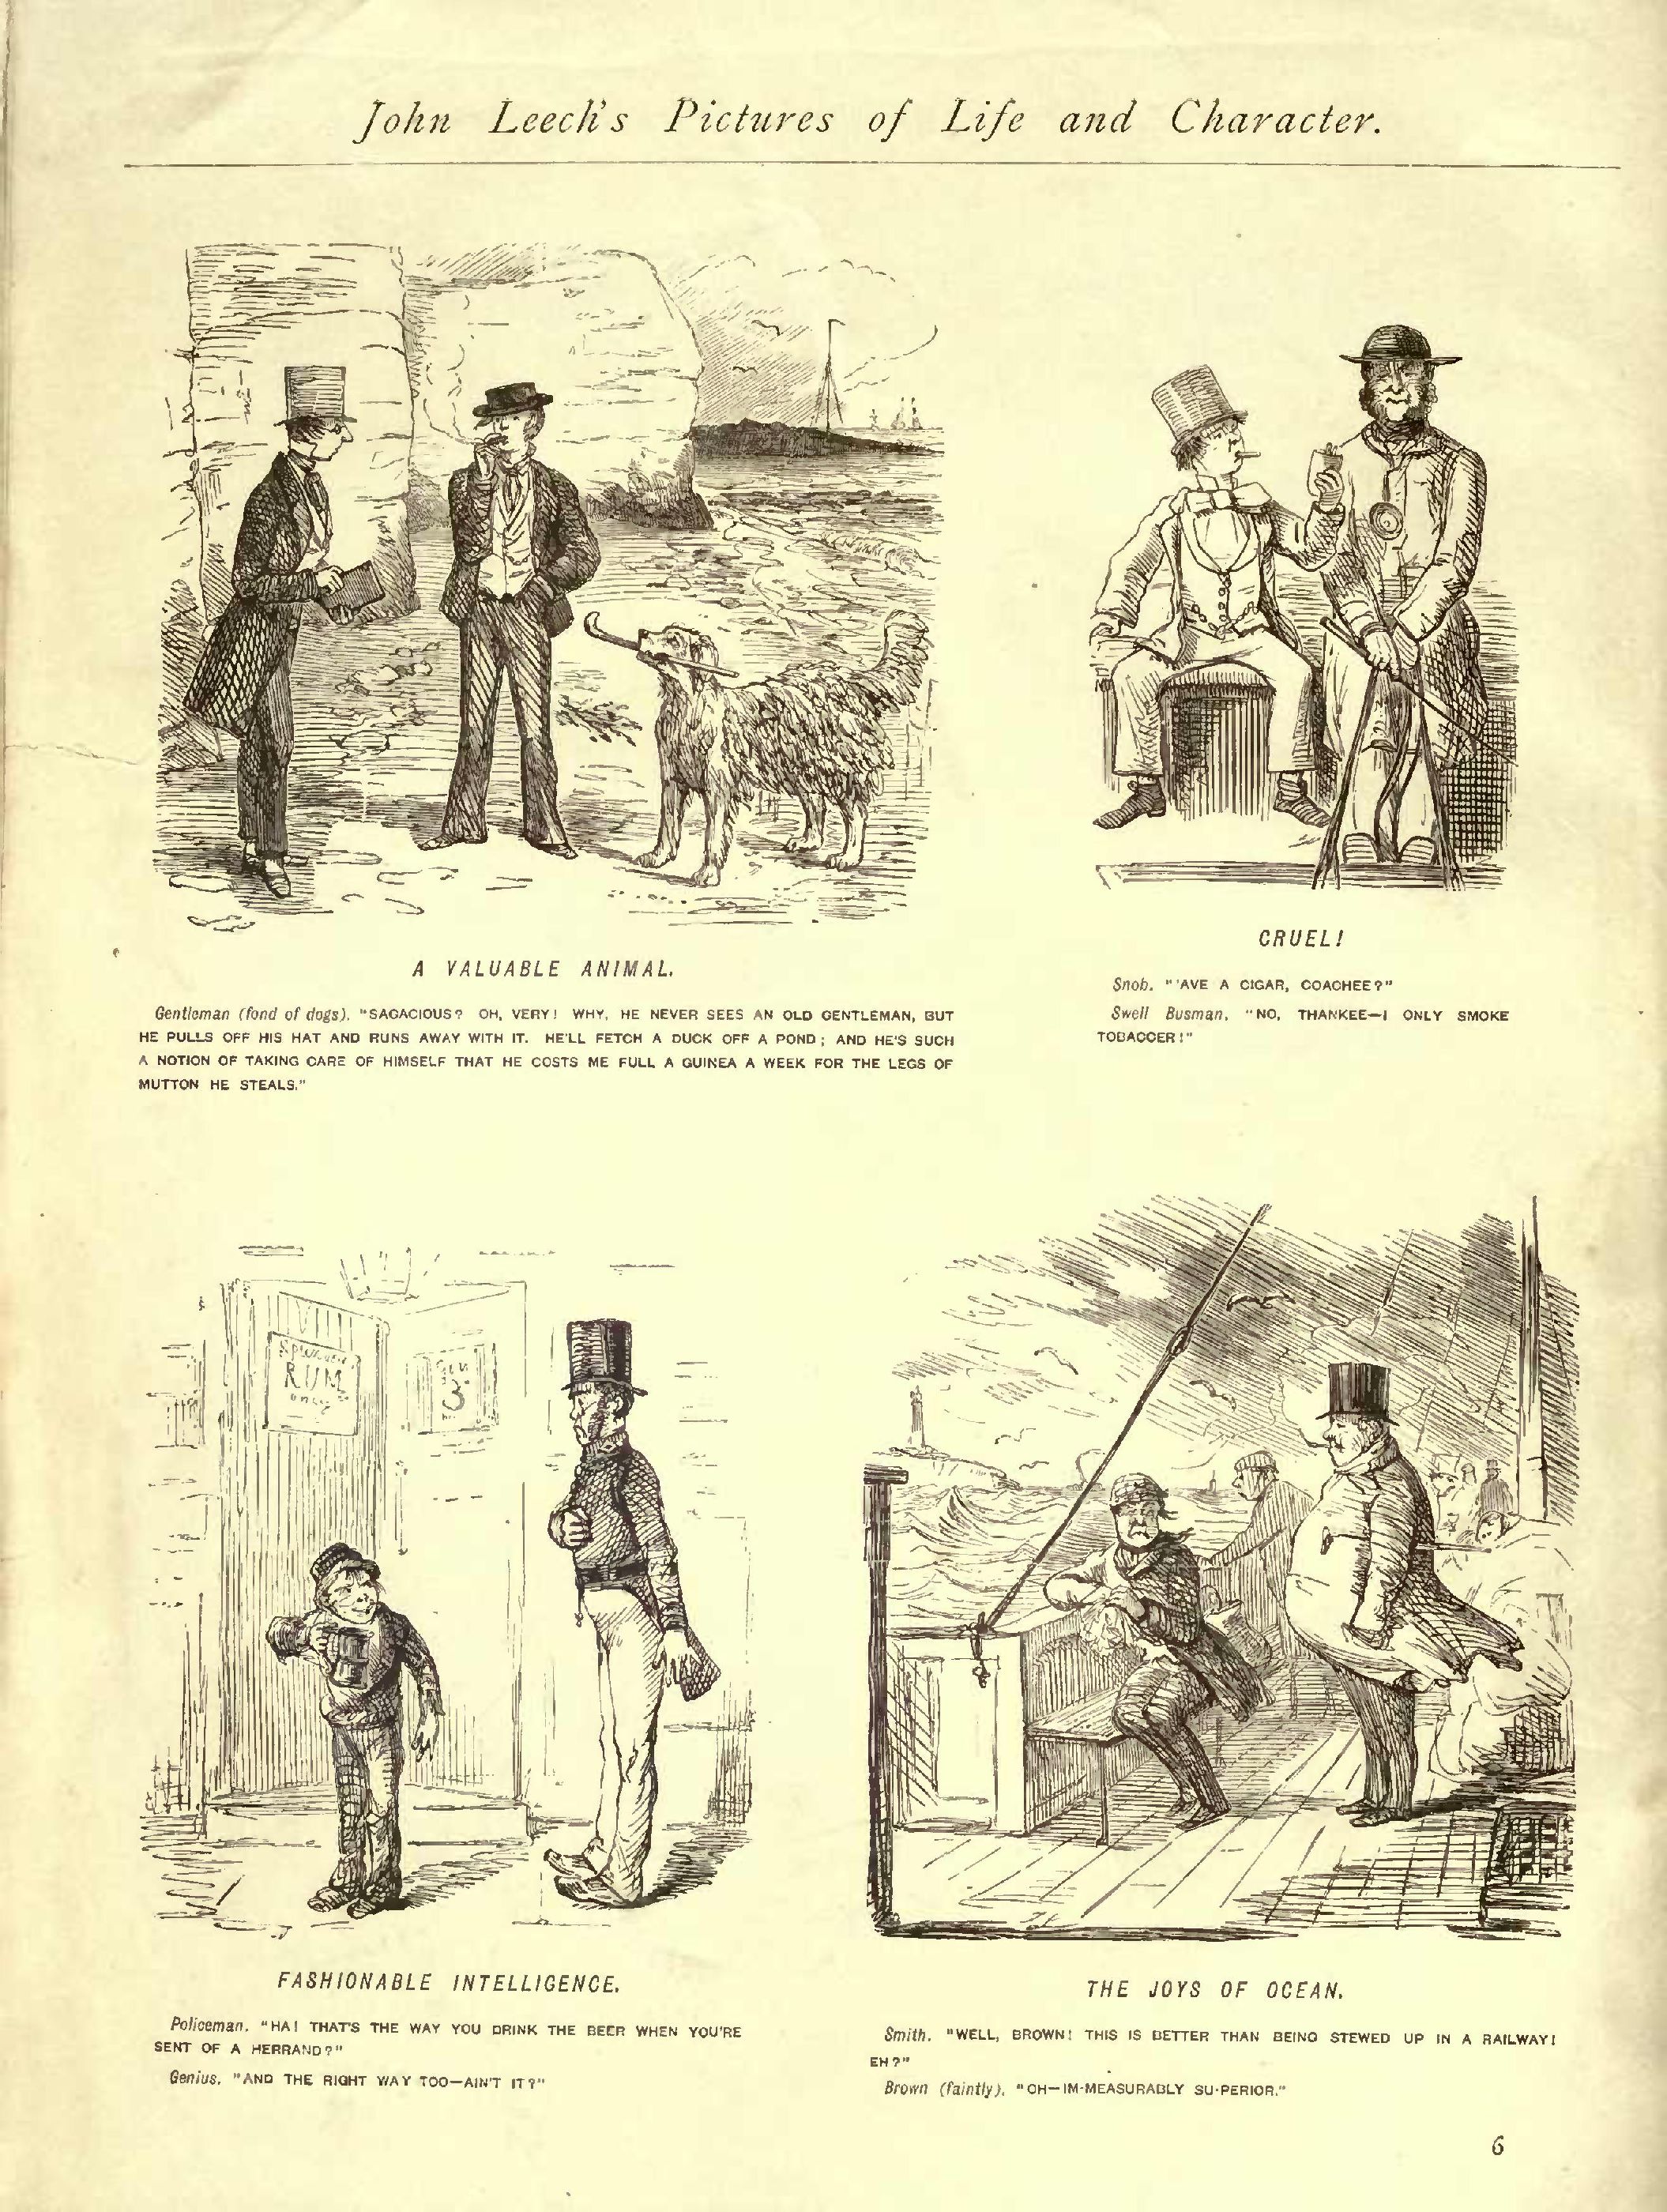 John Leech's Pictures of Life and Character.
A VALUABLE ANIMAL.
Gentleman (fond of dogs). "SAGACIOUS? OH, VERY! WHY, HE NEVER SEES AN OLD GENTLEMAN, BUT
HE PULLS OFF HIS HAT AND RUNS AWAY WITH IT. HE'LL FETCH A DUCK OFF A POND; AND HE'S SUCH
A NOTION OF TAKING CARE OF HIMSELF THAT HE COSTS ME FULL A GUINEA A WEEK FOR THE LEGS OF
MUTTON HE STEALS."
CRUEL!
Snob. "'AVE A CIGAR, COACHEE?"
Swell Busman. "NO, THANKEE—I ONLY SMOKE
TOBACCER!"
RUM
only
3
FASHIONABLE INTELLIGENCE.
Policeman. "HA! THAT'S THE WAY YOU DRINK THE BEER WHEN YOU'RE
SENT OF A HERRAND?"
Genius. "AND THE RIGHT WAY TOO—AIN'T IT?"
THE JOYS OF OCEAN.
Smith. "WELL, BROWN! THIS IS BETTER THAN BEING STEWED UP IN A RAILWAY!
EH?"
Brown (faintly). "OH—IM-MEASURABLY SU-PERIOR."
6